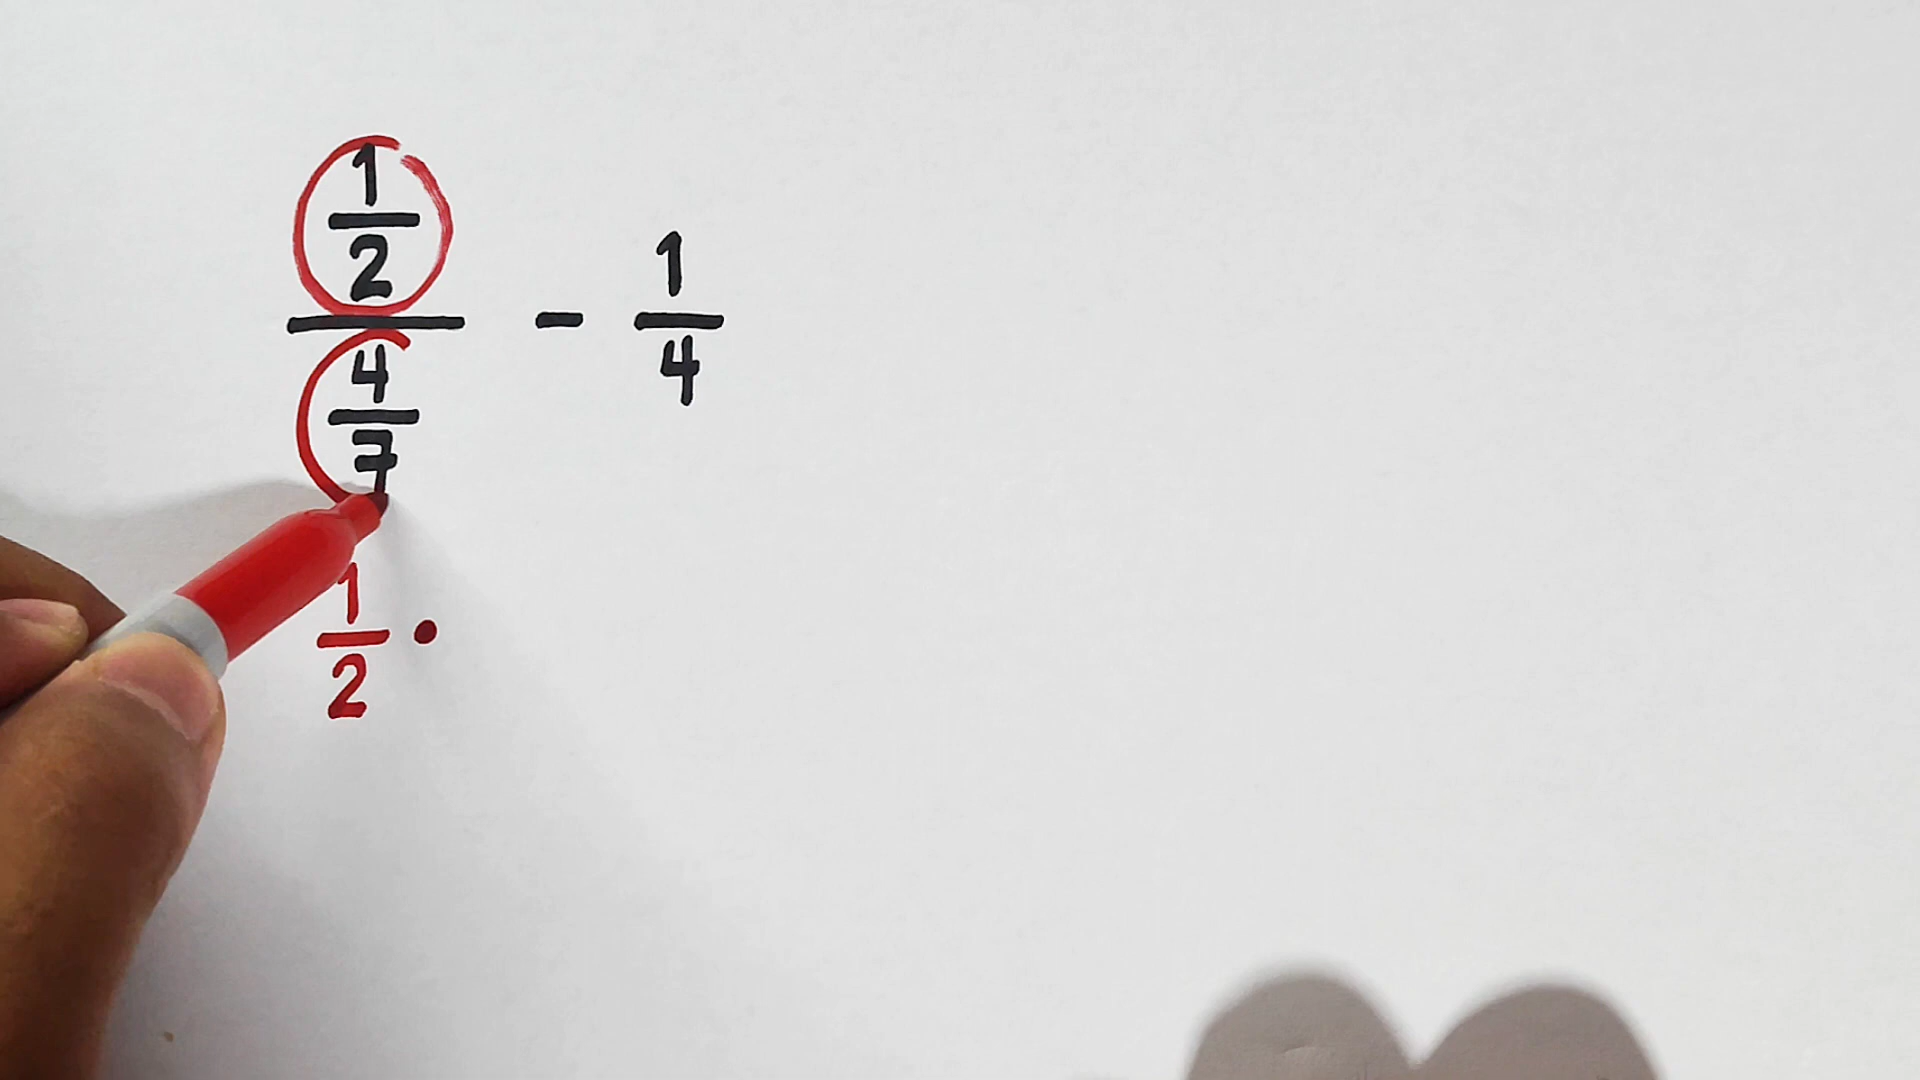 1/2
— - 1/4
4/7
1/2 ·